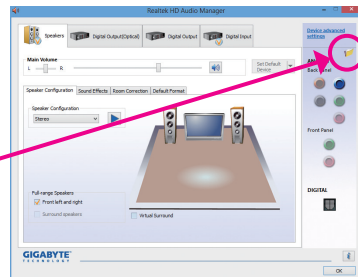 Realtek HD Audio Manager
Speakers
Digital Output(Optical)
Digital Output
Digital Input
Device advanced
settings
Main Volume
L
R
Set Default
Device
Back Panel
Speaker Configuration
Sound Effects
Room Correction
Default Format
Speaker Configuration
Stereo
Front Panel
Full-range Speakers
Front left and right
Surround speakers
Virtual Surround
DIGITAL
GIGABYTE
TECHNOLOGY
OK